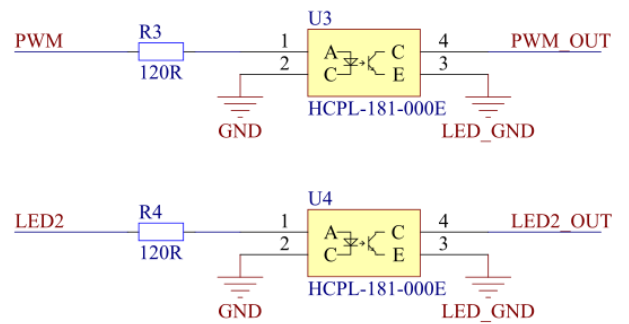 U3
R3
PWM 1 A C 4 PWM_OUT
120R 2 C E 3
HCPL-181-000E
GND LED_GND
U4
R4
LED2 1 A C 4 LED2_OUT
120R 2 C E 3
HCPL-181-000E
GND LED_GND